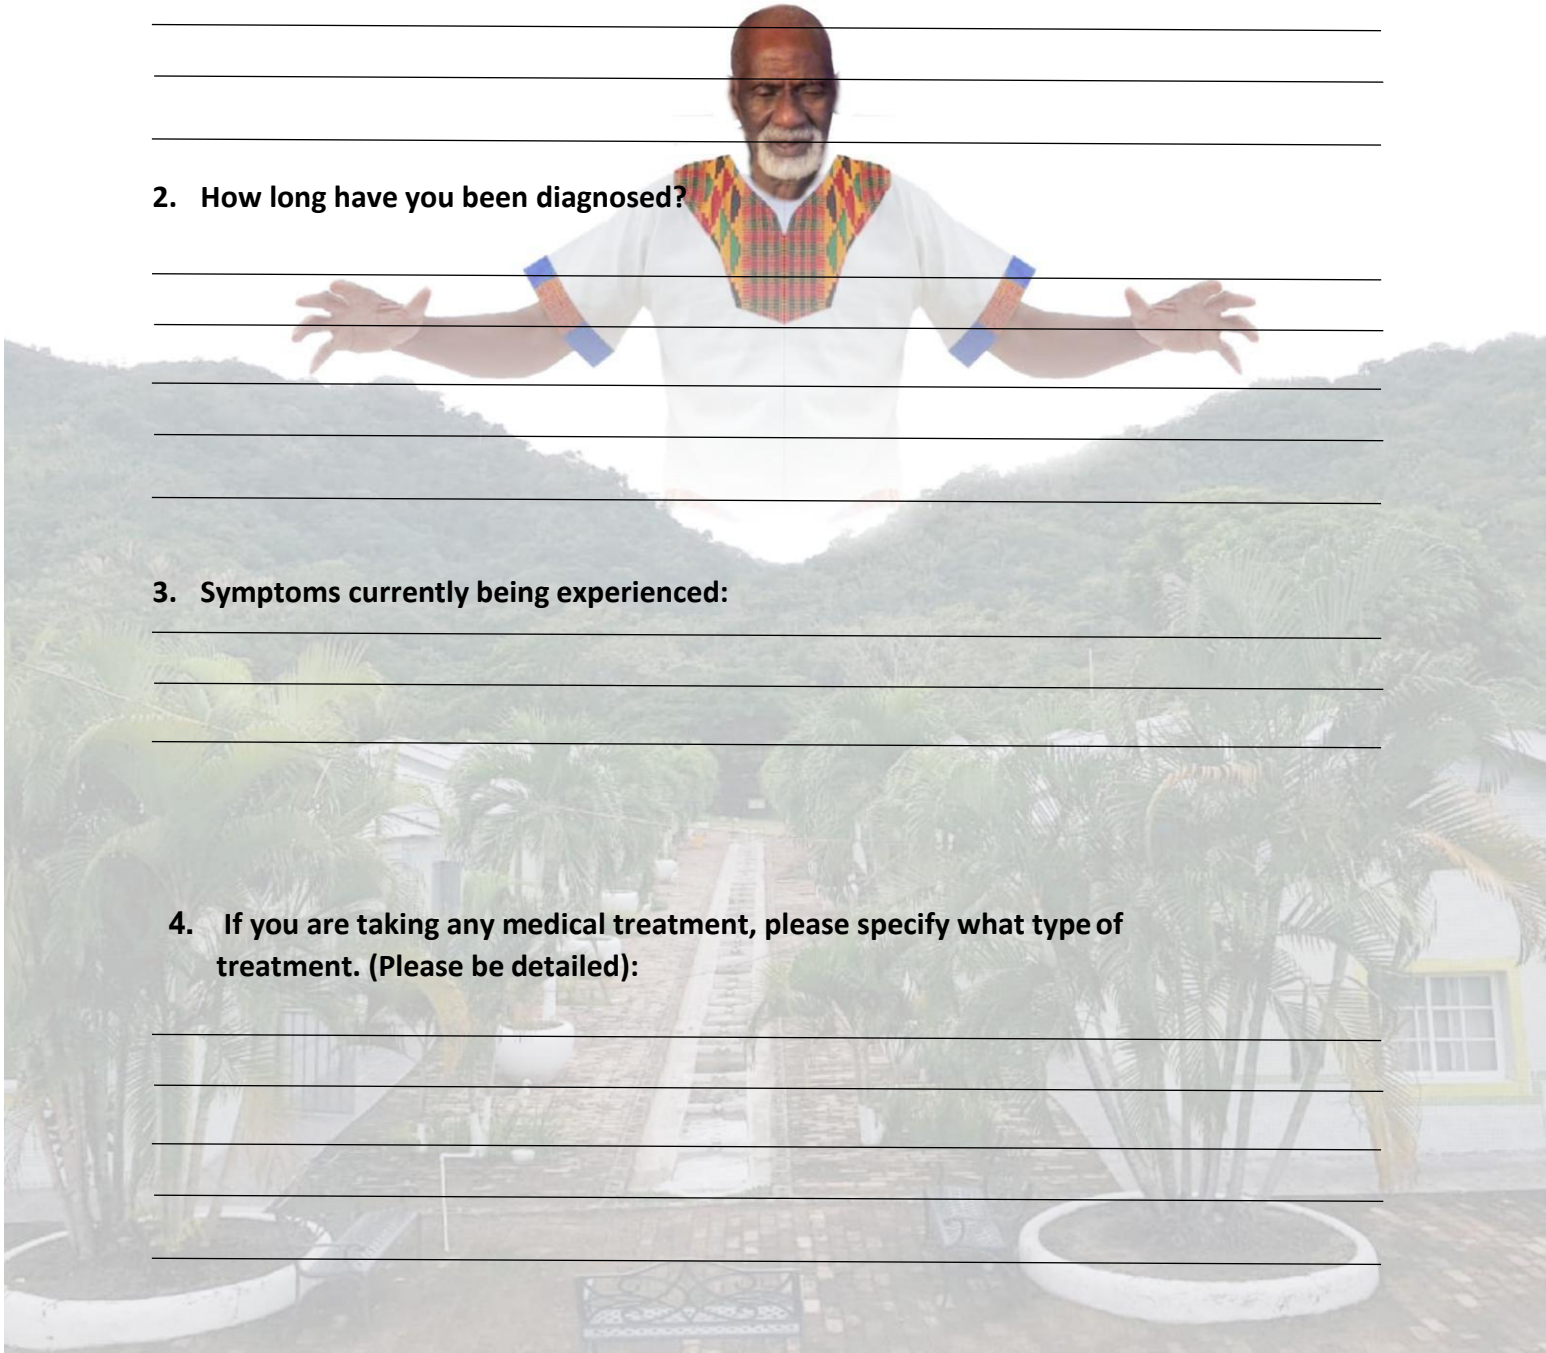 2. How long have you been diagnosed?
3. Symptoms currently being experienced:
4. If you are taking any medical treatment, please specify what type of
treatment. (Please be detailed):